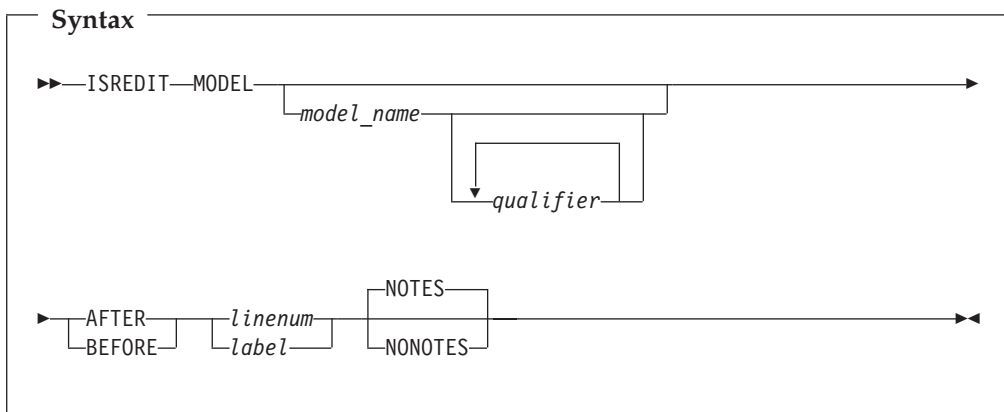 Syntax
ISREDIT MODEL
model_name
qualifier
NOTES
AFTER linenum
BEFORE label NONOTES